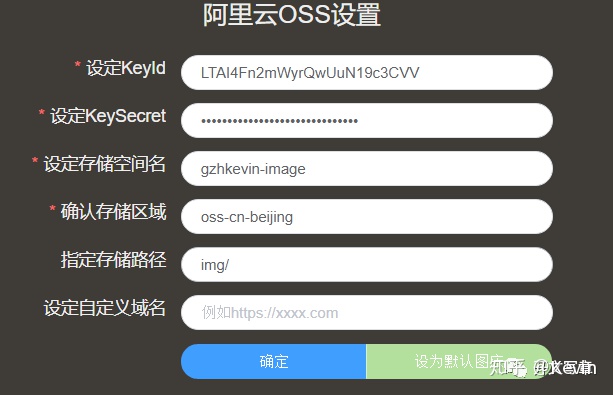 阿里云OSS设置
* 设定KeyId LTAI4Fn2mWyrQwUuN19c3CVV
* 设定KeySecret ••••••••••••••••••••••••••••••
* 设定存储空间名 gzhkevin-image
* 确认存储区域 oss-cn-beijing
指定存储路径 img/
设定自定义域名 例如https://xxxx.com
确定 设为默认图床
知乎 @Kevin